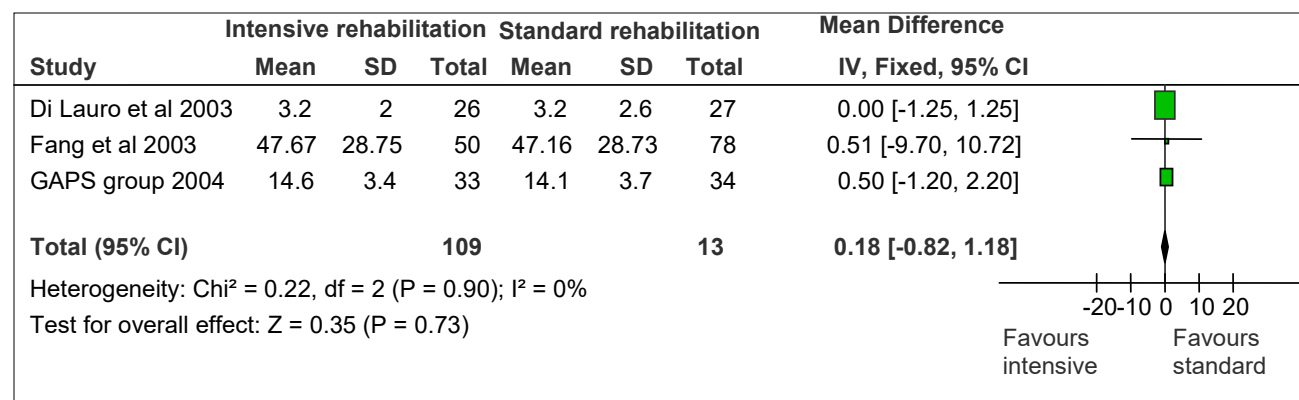 Intensive rehabilitation Standard rehabilitation Mean Difference
Study Mean SD Total Mean SD Total IV, Fixed, 95% CI
Di Lauro et al 2003 3.2 2 26 3.2 2.6 27 0.00 [-1.25, 1.25]
Fang et al 2003 47.67 28.75 50 47.16 28.73 78 0.51 [-9.70, 10.72]
GAPS group 2004 14.6 3.4 33 14.1 3.7 34 0.50 [-1.20, 2.20]
Total (95% CI) 109 13 0.18 [-0.82, 1.18]
Heterogeneity: Chi² = 0.22, df = 2 (P = 0.90); I² = 0%
-20 -10 0 10 20
Test for overall effect: Z = 0.35 (P = 0.73)
Favours Favours
intensive standard